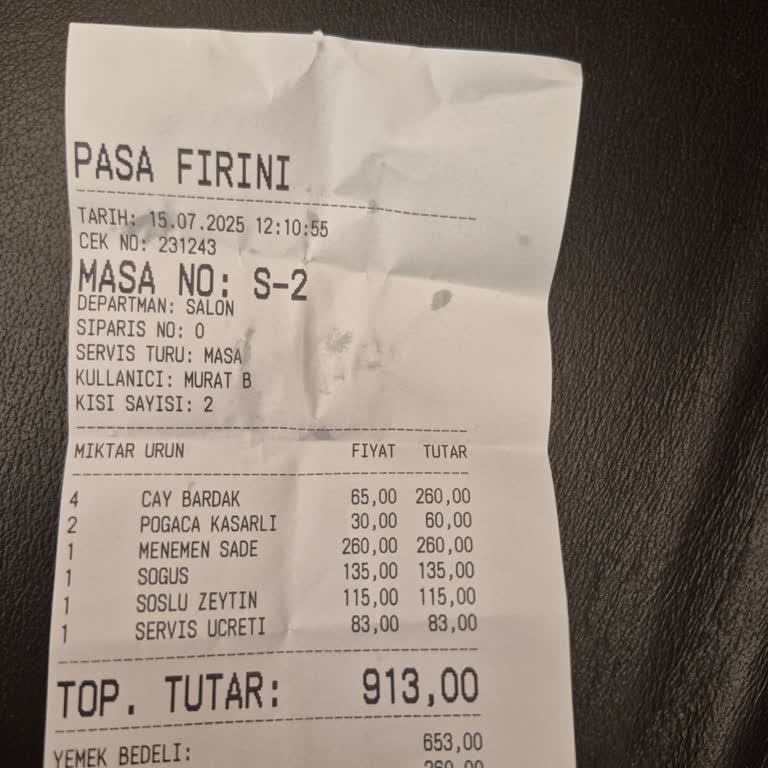 PASA FIRINI
TARIH: 15.07.2025 12:10:55
CEK NO: 231243
MASA NO: S-2
DEPARTMAN: SALON
SIPARIS NO: 0
SERVIS TURU: MASA
KULLANICI: MURAT B
KISI SAYISI: 2
MIKTAR URUN FIYAT TUTAR
4 CAY BARDAK 65,00 260,00
2 POGACA KASARLI 30,00 60,00
1 MENEMEN SADE 260,00 260,00
1 SOGUS 135,00 135,00
1 SOSLU ZEYTIN 115,00 115,00
1 SERVIS UCRETI 83,00 83,00
TOP. TUTAR: 913,00
YEMEK BEDELI: 653,00